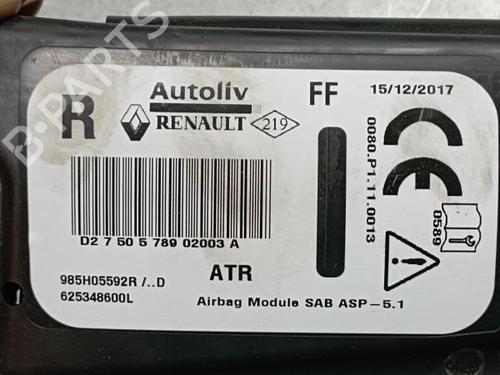 Autoliv
R
RENAULT
219
FF
15/12/2017
0080.P1.11.0013
CE
0589
D2 7 50 5 789 02003 A
985H05592R /..D
625348600L
ATR
Airbag Module SAB ASP-5.1
B-PARTS